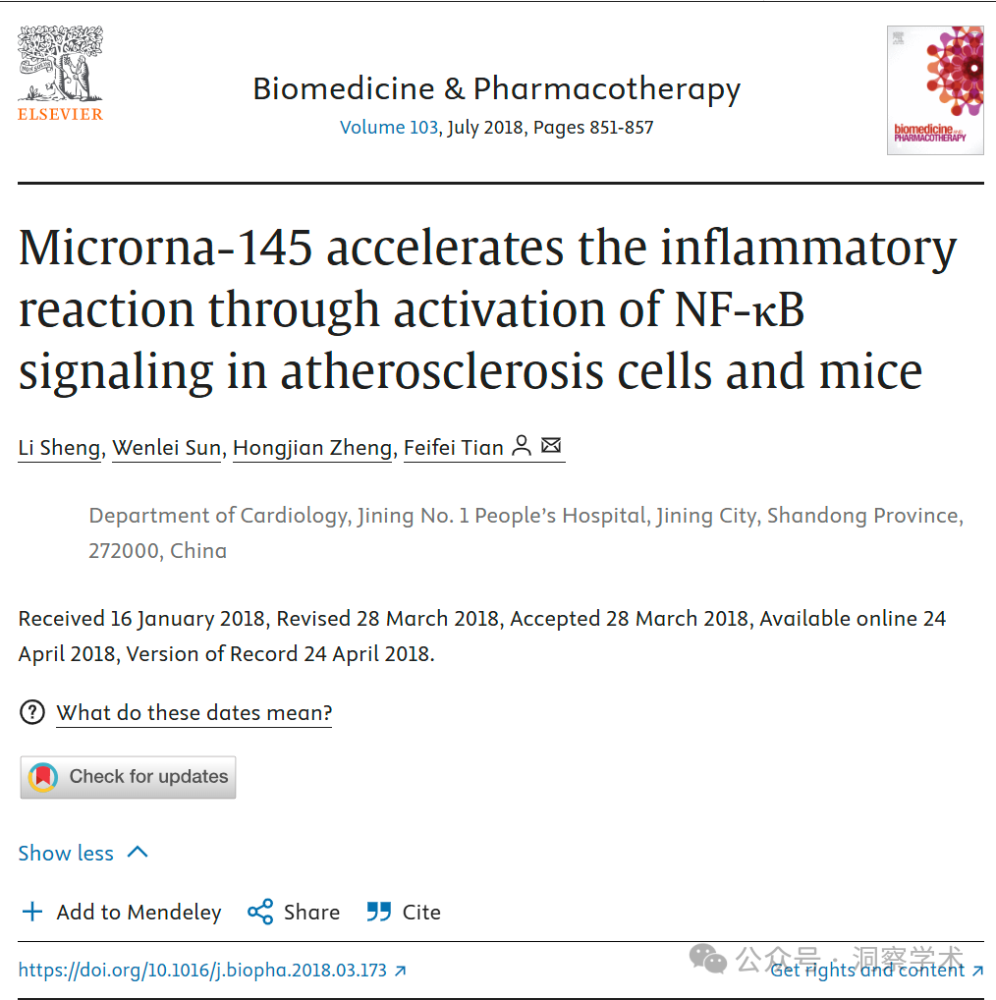 ELSEVIER
Biomedicine & Pharmacotherapy
Volume 103, July 2018, Pages 851-857
biomedicine AND
PHARMACOTHERAPY
Microrna-145 accelerates the inflammatory
reaction through activation of NF-κB
signaling in atherosclerosis cells and mice
Li Sheng, Wenlei Sun, Hongjian Zheng, Feifei Tian
Department of Cardiology, Jining No. 1 People's Hospital, Jining City, Shandong Province,
272000, China
Received 16 January 2018, Revised 28 March 2018, Accepted 28 March 2018, Available online 24
April 2018, Version of Record 24 April 2018.
What do these dates mean?
Check for updates
Show less
Add to Mendeley Share Cite
https://doi.org/10.1016/j.biopha.2018.03.173
Get rights and content
公众号 · 洞察学术